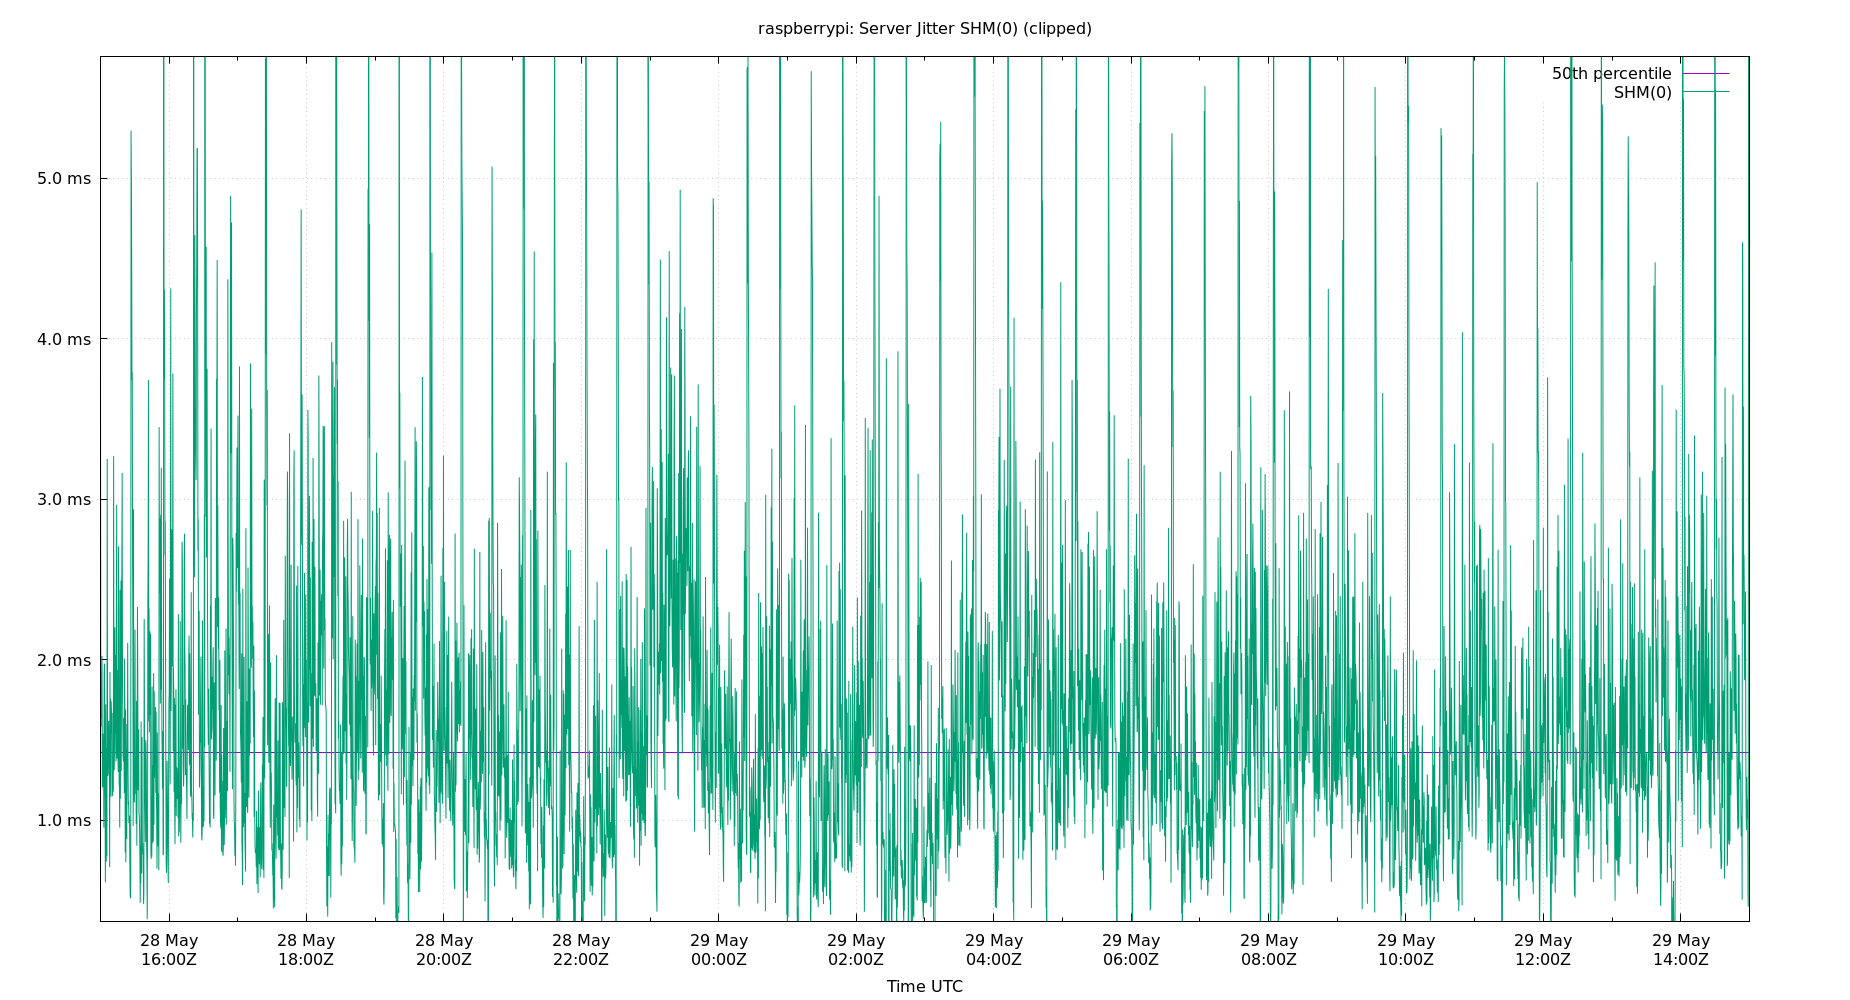 raspberrypi: Server Jitter SHM(0) (clipped)
50th percentile
SHM(0)
5.0 ms
4.0 ms
3.0 ms
2.0 ms
1.0 ms
28 May 28 May 28 May 28 May 29 May 29 May 29 May 29 May 29 May 29 May 29 May 29 May
16:00Z 18:00Z 20:00Z 22:00Z 00:00Z 02:00Z 04:00Z 06:00Z 08:00Z 10:00Z 12:00Z 14:00Z
Time UTC